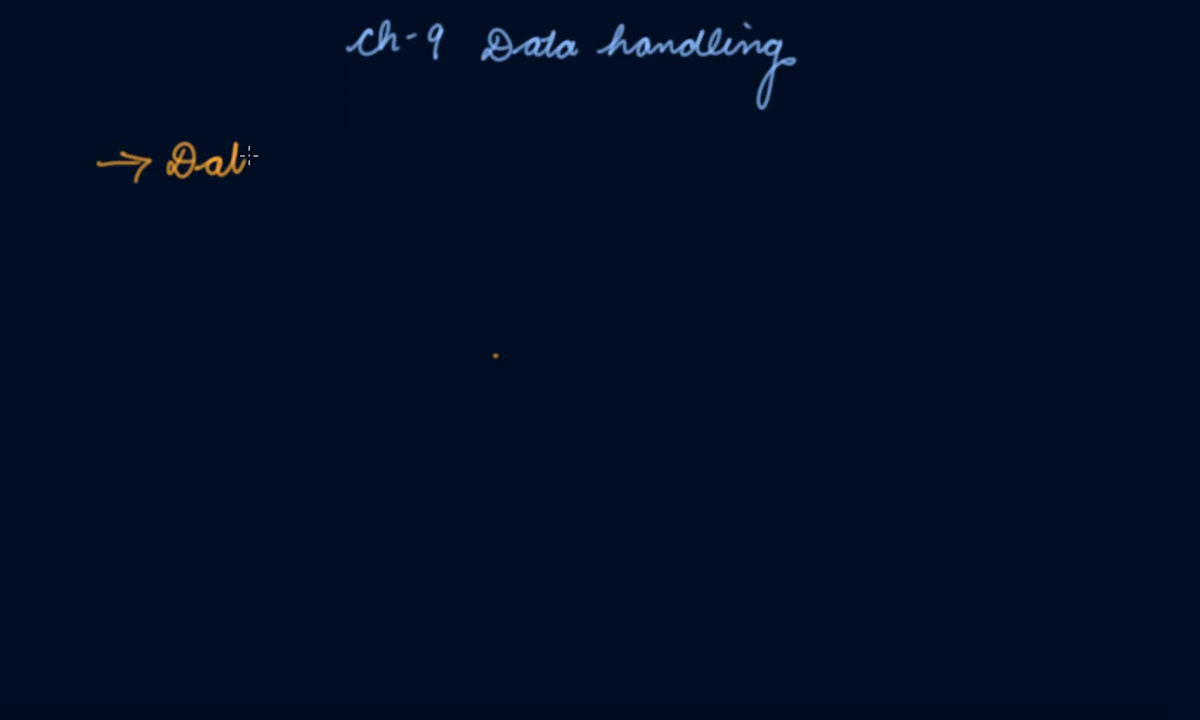 Ch-9 Data handling
→ Dat